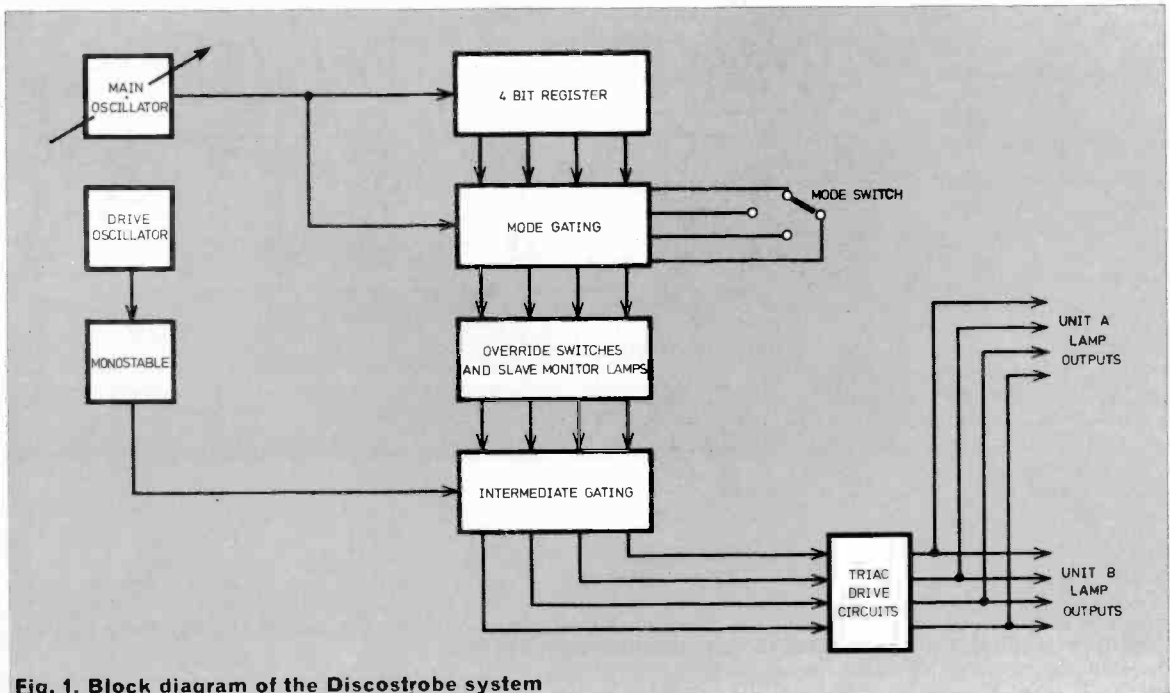 MAIN
OSCILLATOR
4 BIT REGISTER
MODE GATING
MODE SWITCH
DRIVE
OSCILLATOR
MONOSTABLE
OVERRIDE SWITCHES
AND SLAVE MONITOR LAMPS
INTERMEDIATE GATING
TRIAC
DRIVE
CIRCUITS
UNIT A
LAMP
OUTPUTS
UNIT B
LAMP
OUTPUTS
Fig. 1. Block diagram of the Discostrobe system